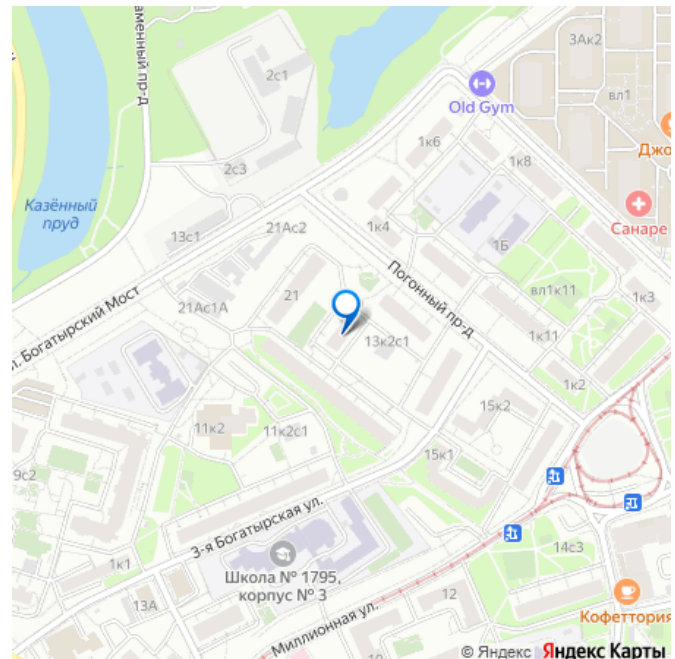 аменный пр-д
2с1
3Ак2
вл1
Old Gym
1к6
Джо
1к8
2с3
Казённый
пруд
Санаре
13с1
21Ас2
1к4
1Б
Погонный пр-д
вл1к11
1к3
21
21Ас1А
л. Богатырский Мост
13к2с1
1к11
1к2
15к2
11к2
11к2с1
9с2
15к1
3-я Богатырская ул.
14с3
1к1
Школа № 1795,
корпус № 3
12
13А
Кофеттория
Миллионная ул.
© Яндекс Яндекс Карты